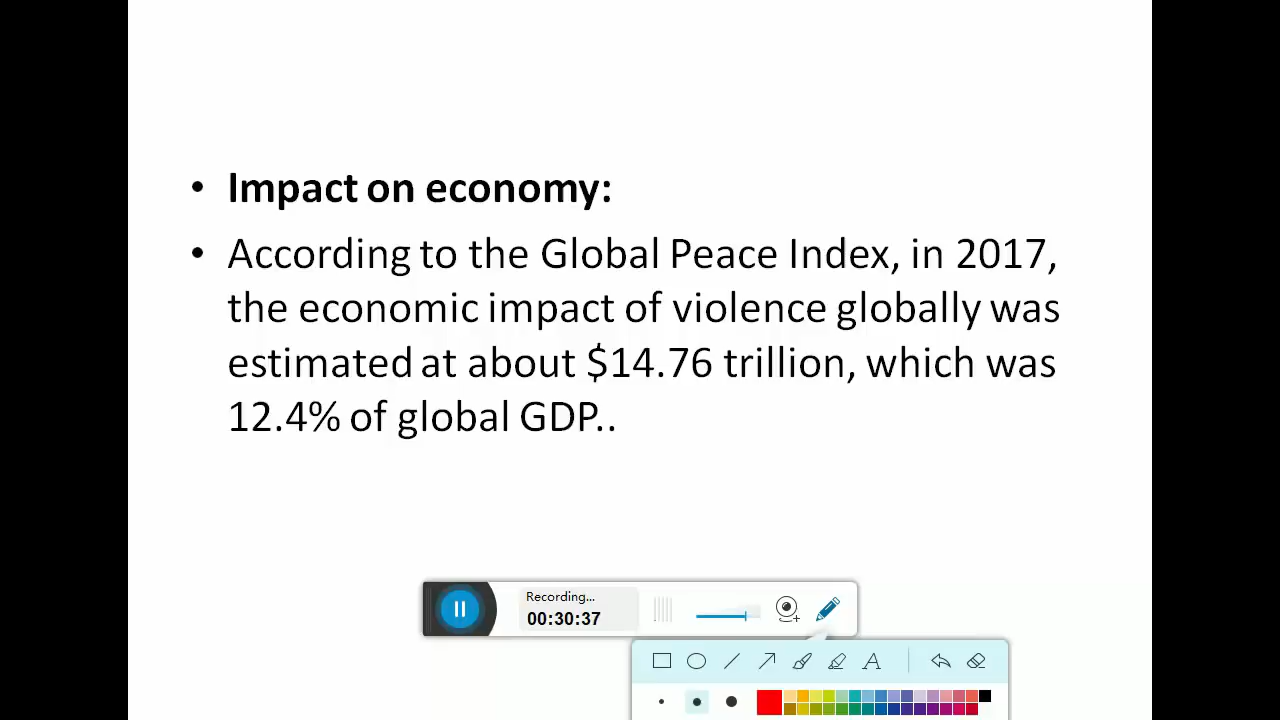 • Impact on economy:
• According to the Global Peace Index, in 2017,
the economic impact of violence globally was
estimated at about $14.76 trillion, which was
12.4% of global GDP..
Recording...
00:30:37
A